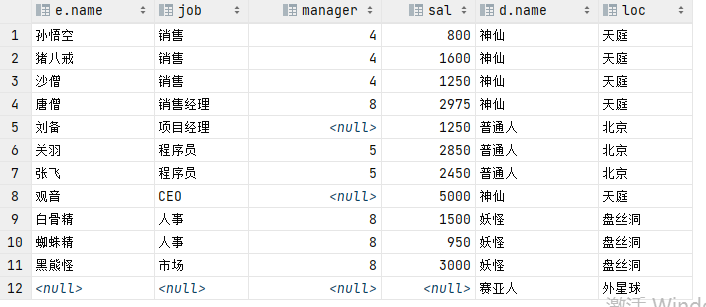 e.name job manager sal d.name loc
1 孙悟空 销售 4 800 神仙 天庭
2 猪八戒 销售 4 1600 神仙 天庭
3 沙僧 销售 4 1250 神仙 天庭
4 唐僧 销售经理 8 2975 神仙 天庭
5 刘备 项目经理 <null> 1250 普通人 北京
6 关羽 程序员 5 2850 普通人 北京
7 张飞 程序员 5 2450 普通人 北京
8 观音 CEO <null> 5000 神仙 天庭
9 白骨精 人事 8 1500 妖怪 盘丝洞
10 蜘蛛精 人事 8 950 妖怪 盘丝洞
11 黑熊怪 市场 8 3000 妖怪 盘丝洞
12 <null> <null> <null> <null> 赛亚人 外星球
激活 Windo